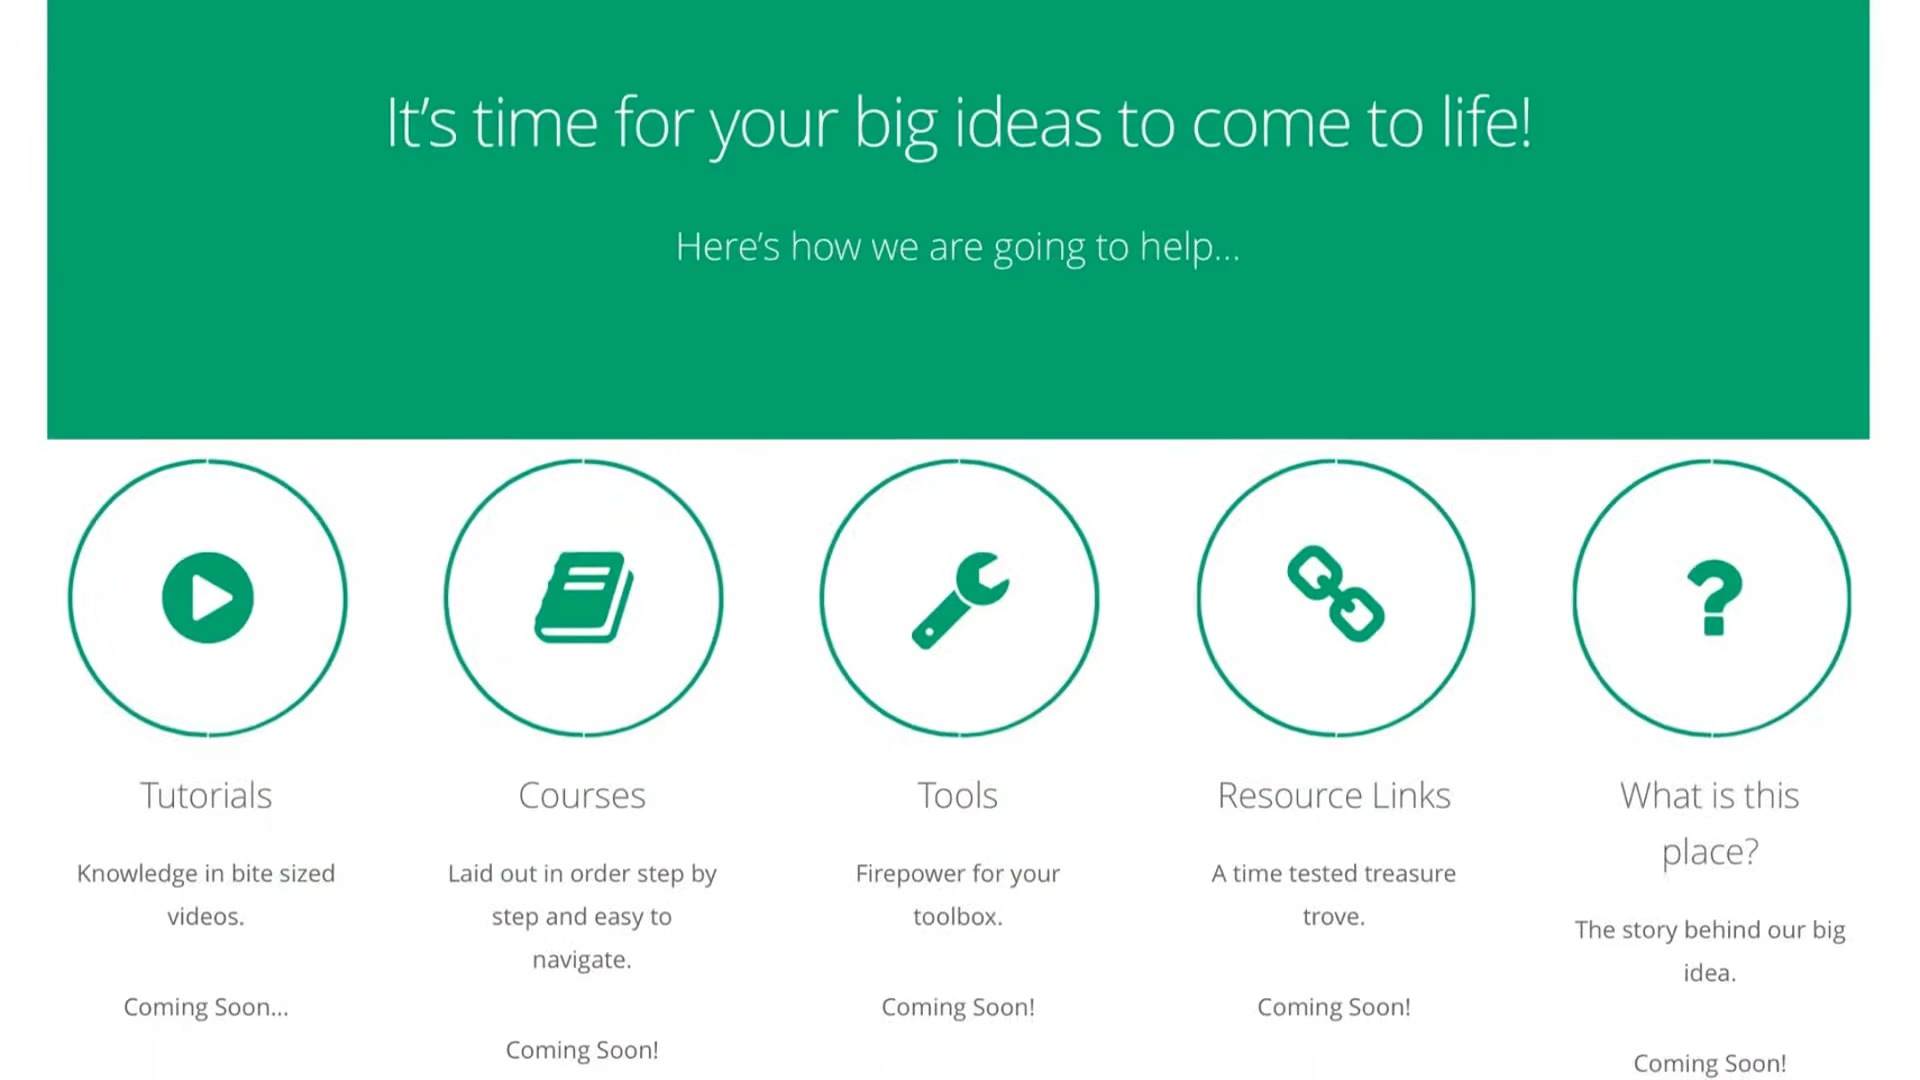 It's time for your big ideas to come to life!
Here's how we are going to help...
Tutorials
Knowledge in bite sized
videos.
Coming Soon...
Courses
Laid out in order step by
step and easy to
navigate.
Coming Soon!
Tools
Firepower for your
toolbox.
Coming Soon!
Resource Links
A time tested treasure
trove.
Coming Soon!
What is this
place?
The story behind our big
idea.
Coming Soon!